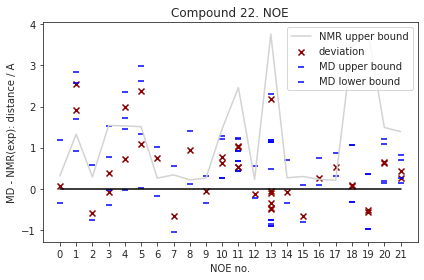 Compound 22. NOE
NMR upper bound
deviation
MD upper bound
MD lower bound
MD - NMR(exp): distance / A
4
3
2
1
0
−1
0 1 2 3 4 5 6 7 8 9 10 11 12 13 14 15 16 17 18 19 20 21
NOE no.